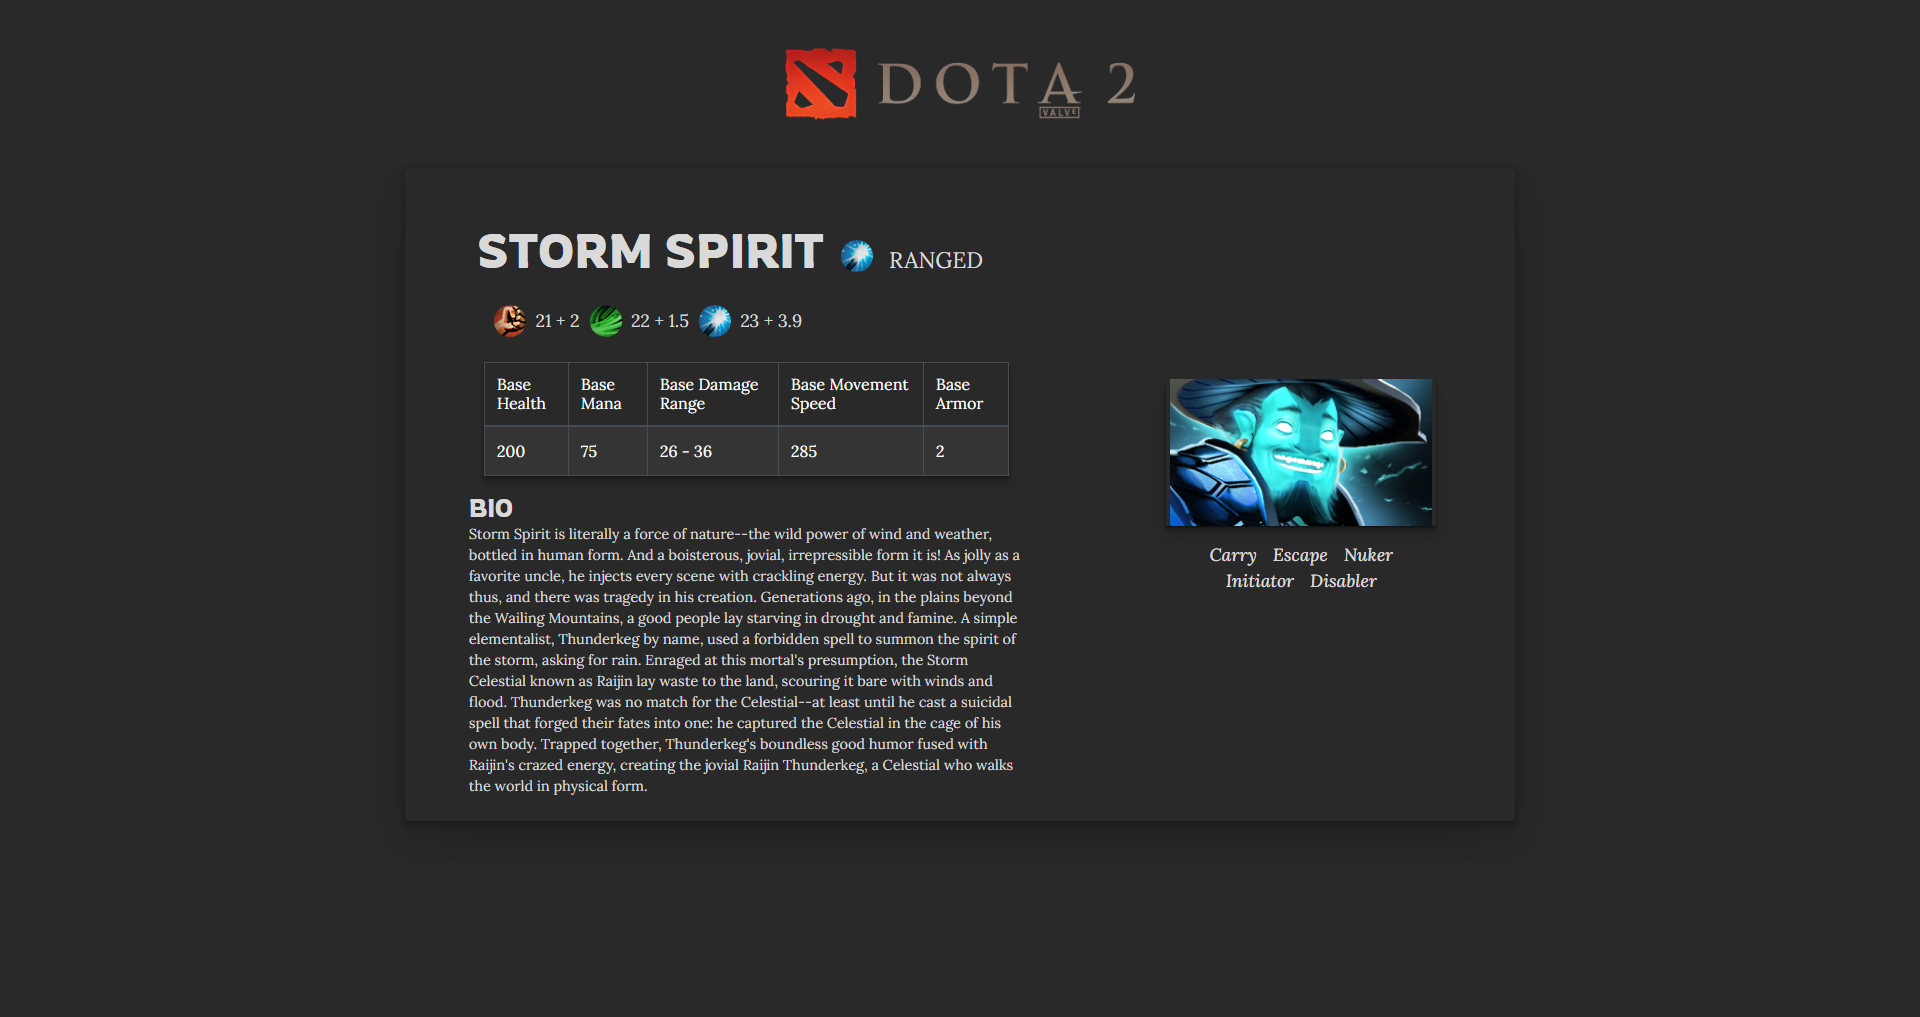 DOTA 2
VALVE
STORM SPIRIT RANGED
21 + 2 22 + 1.5 23 + 3.9
Base Health Base Mana Base Damage Range Base Movement Speed Base Armor
200 75 26 - 36 285 2
BIO
Storm Spirit is literally a force of nature--the wild power of wind and weather,
bottled in human form. And a boisterous, jovial, irrepressible form it is! As jolly as a
favorite uncle, he injects every scene with crackling energy. But it was not always
thus, and there was tragedy in his creation. Generations ago, in the plains beyond
the Wailing Mountains, a good people lay starving in drought and famine. A simple
elementalist, Thunderkeg by name, used a forbidden spell to summon the spirit of
the storm, asking for rain. Enraged at this mortal's presumption, the Storm
Celestial known as Raijin lay waste to the land, scouring it bare with winds and
flood. Thunderkeg was no match for the Celestial--at least until he cast a suicidal
spell that forged their fates into one: he captured the Celestial in the cage of his
own body. Trapped together, Thunderkeg's boundless good humor fused with
Raijin's crazed energy, creating the jovial Raijin Thunderkeg, a Celestial who walks
the world in physical form.
Carry Escape Nuker
Initiator Disabler